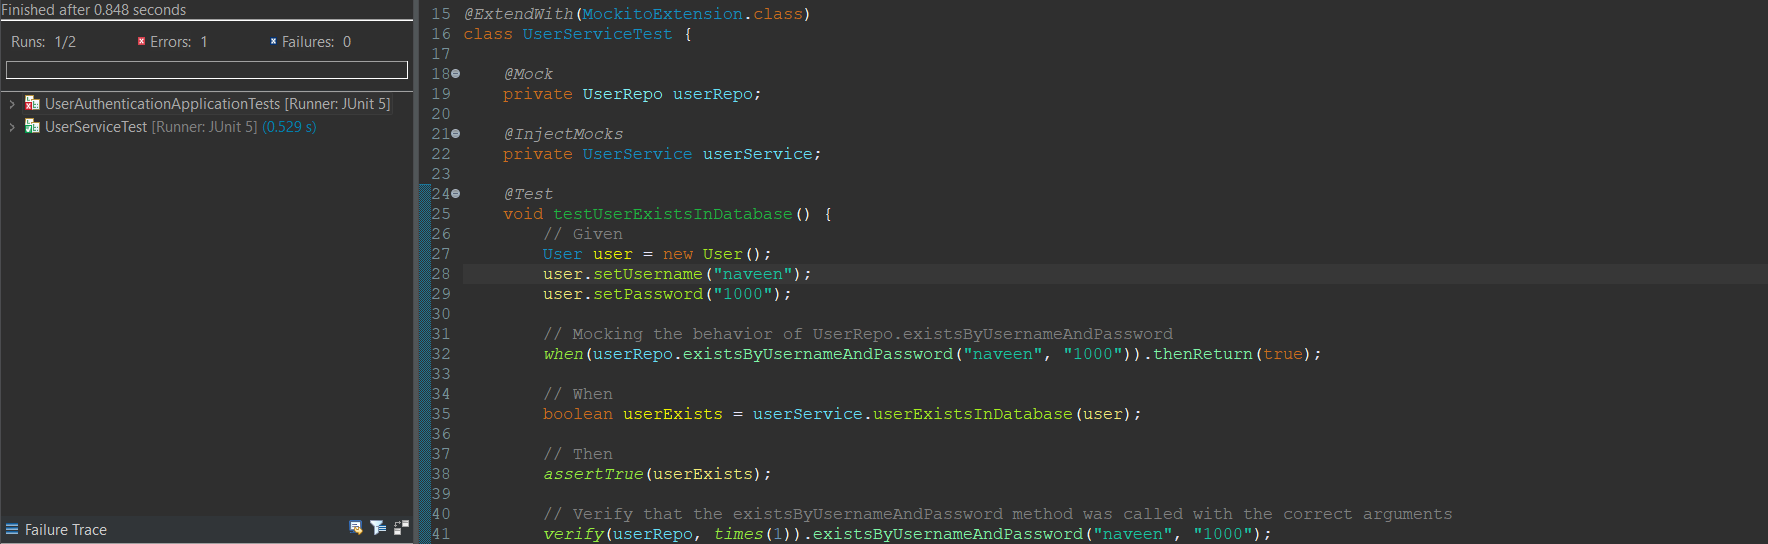 Finished after 0.848 seconds
Runs: 1/2 Errors: 1 Failures: 0
UserAuthenticationApplicationTests [Runner: JUnit 5]
UserServiceTest [Runner: JUnit 5] (0.529 s)
Failure Trace
15 @ExtendWith(MockitoExtension.class)
16 class UserServiceTest {
17
18 @Mock
19 private UserRepo userRepo;
20
21 @InjectMocks
22 private UserService userService;
23
24 @Test
25 void testUserExistsInDatabase() {
26 // Given
27 User user = new User();
28 user.setUsername("naveen");
29 user.setPassword("1000");
30
31 // Mocking the behavior of UserRepo.existsByUsernameAndPassword
32 when(userRepo.existsByUsernameAndPassword("naveen", "1000")).thenReturn(true);
33
34 // When
35 boolean userExists = userService.userExistsInDatabase(user);
36
37 // Then
38 assertTrue(userExists);
39
40 // Verify that the existsByUsernameAndPassword method was called with the correct arguments
41 verify(userRepo, times(1)).existsByUsernameAndPassword("naveen", "1000");